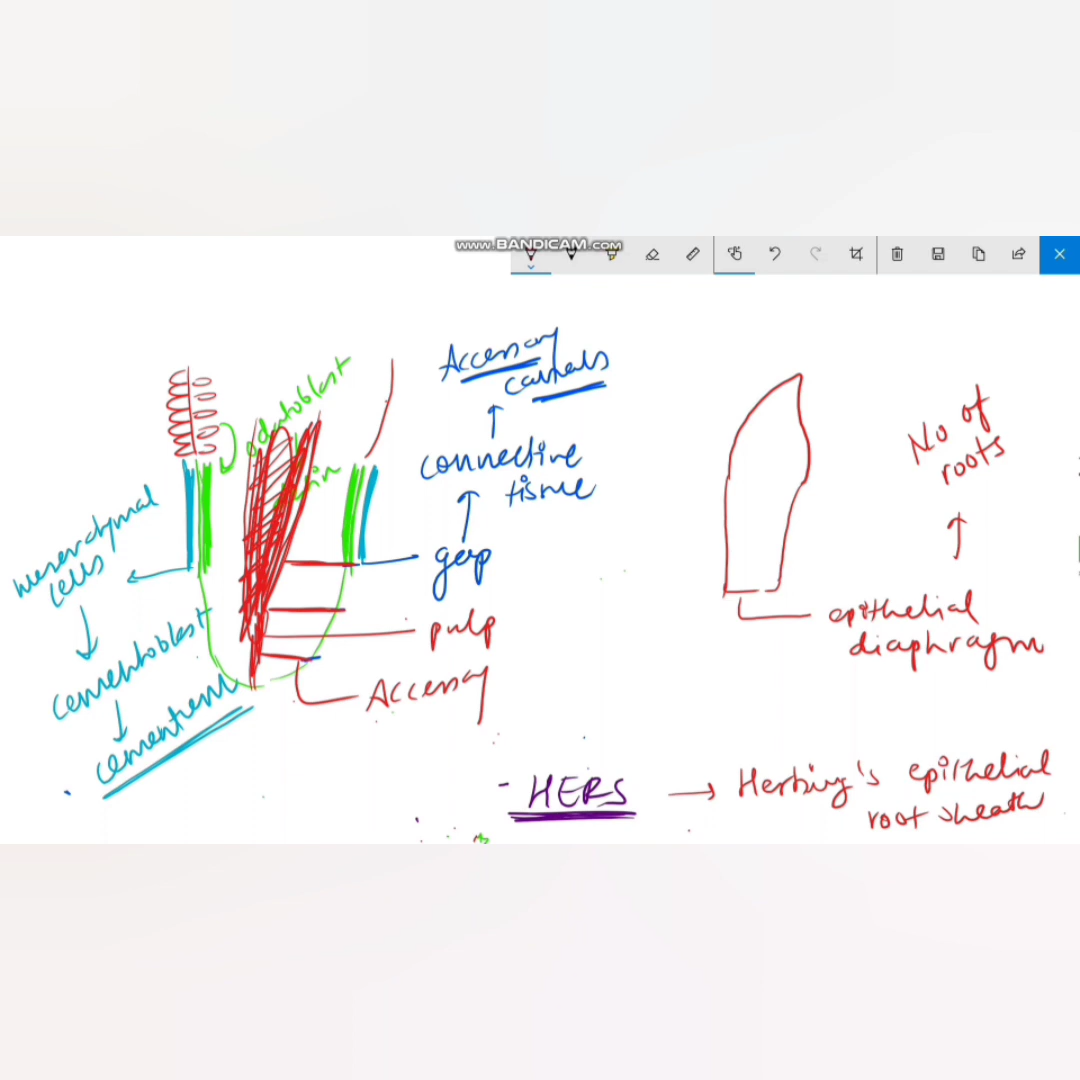 www.BANDICAM.com
Accessory
canals
connective
tissue
gap
pulp
Accessory
odatoblast
mesenchymal
cells
cementoblast
cementum
No of
roots
epithelial
diaphragm
- HERS → Hertwig's epithelial
root sheath